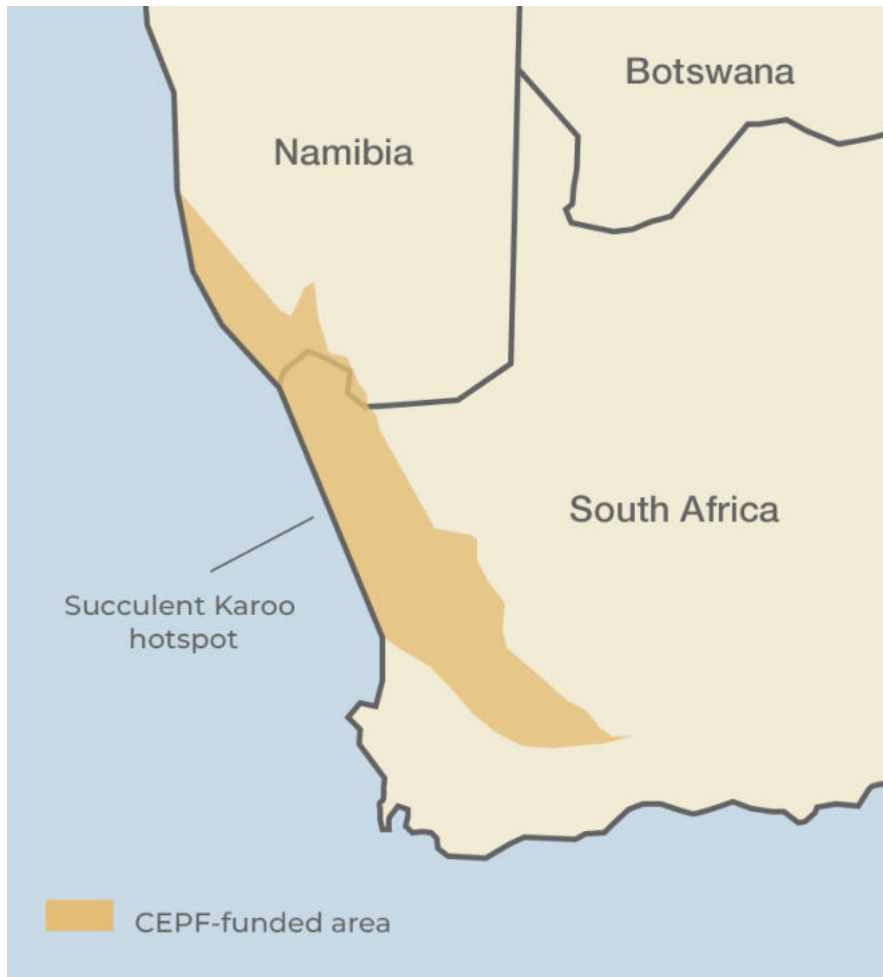 Botswana
Namibia
South Africa
Succulent Karoo
hotspot
CEPF-funded area